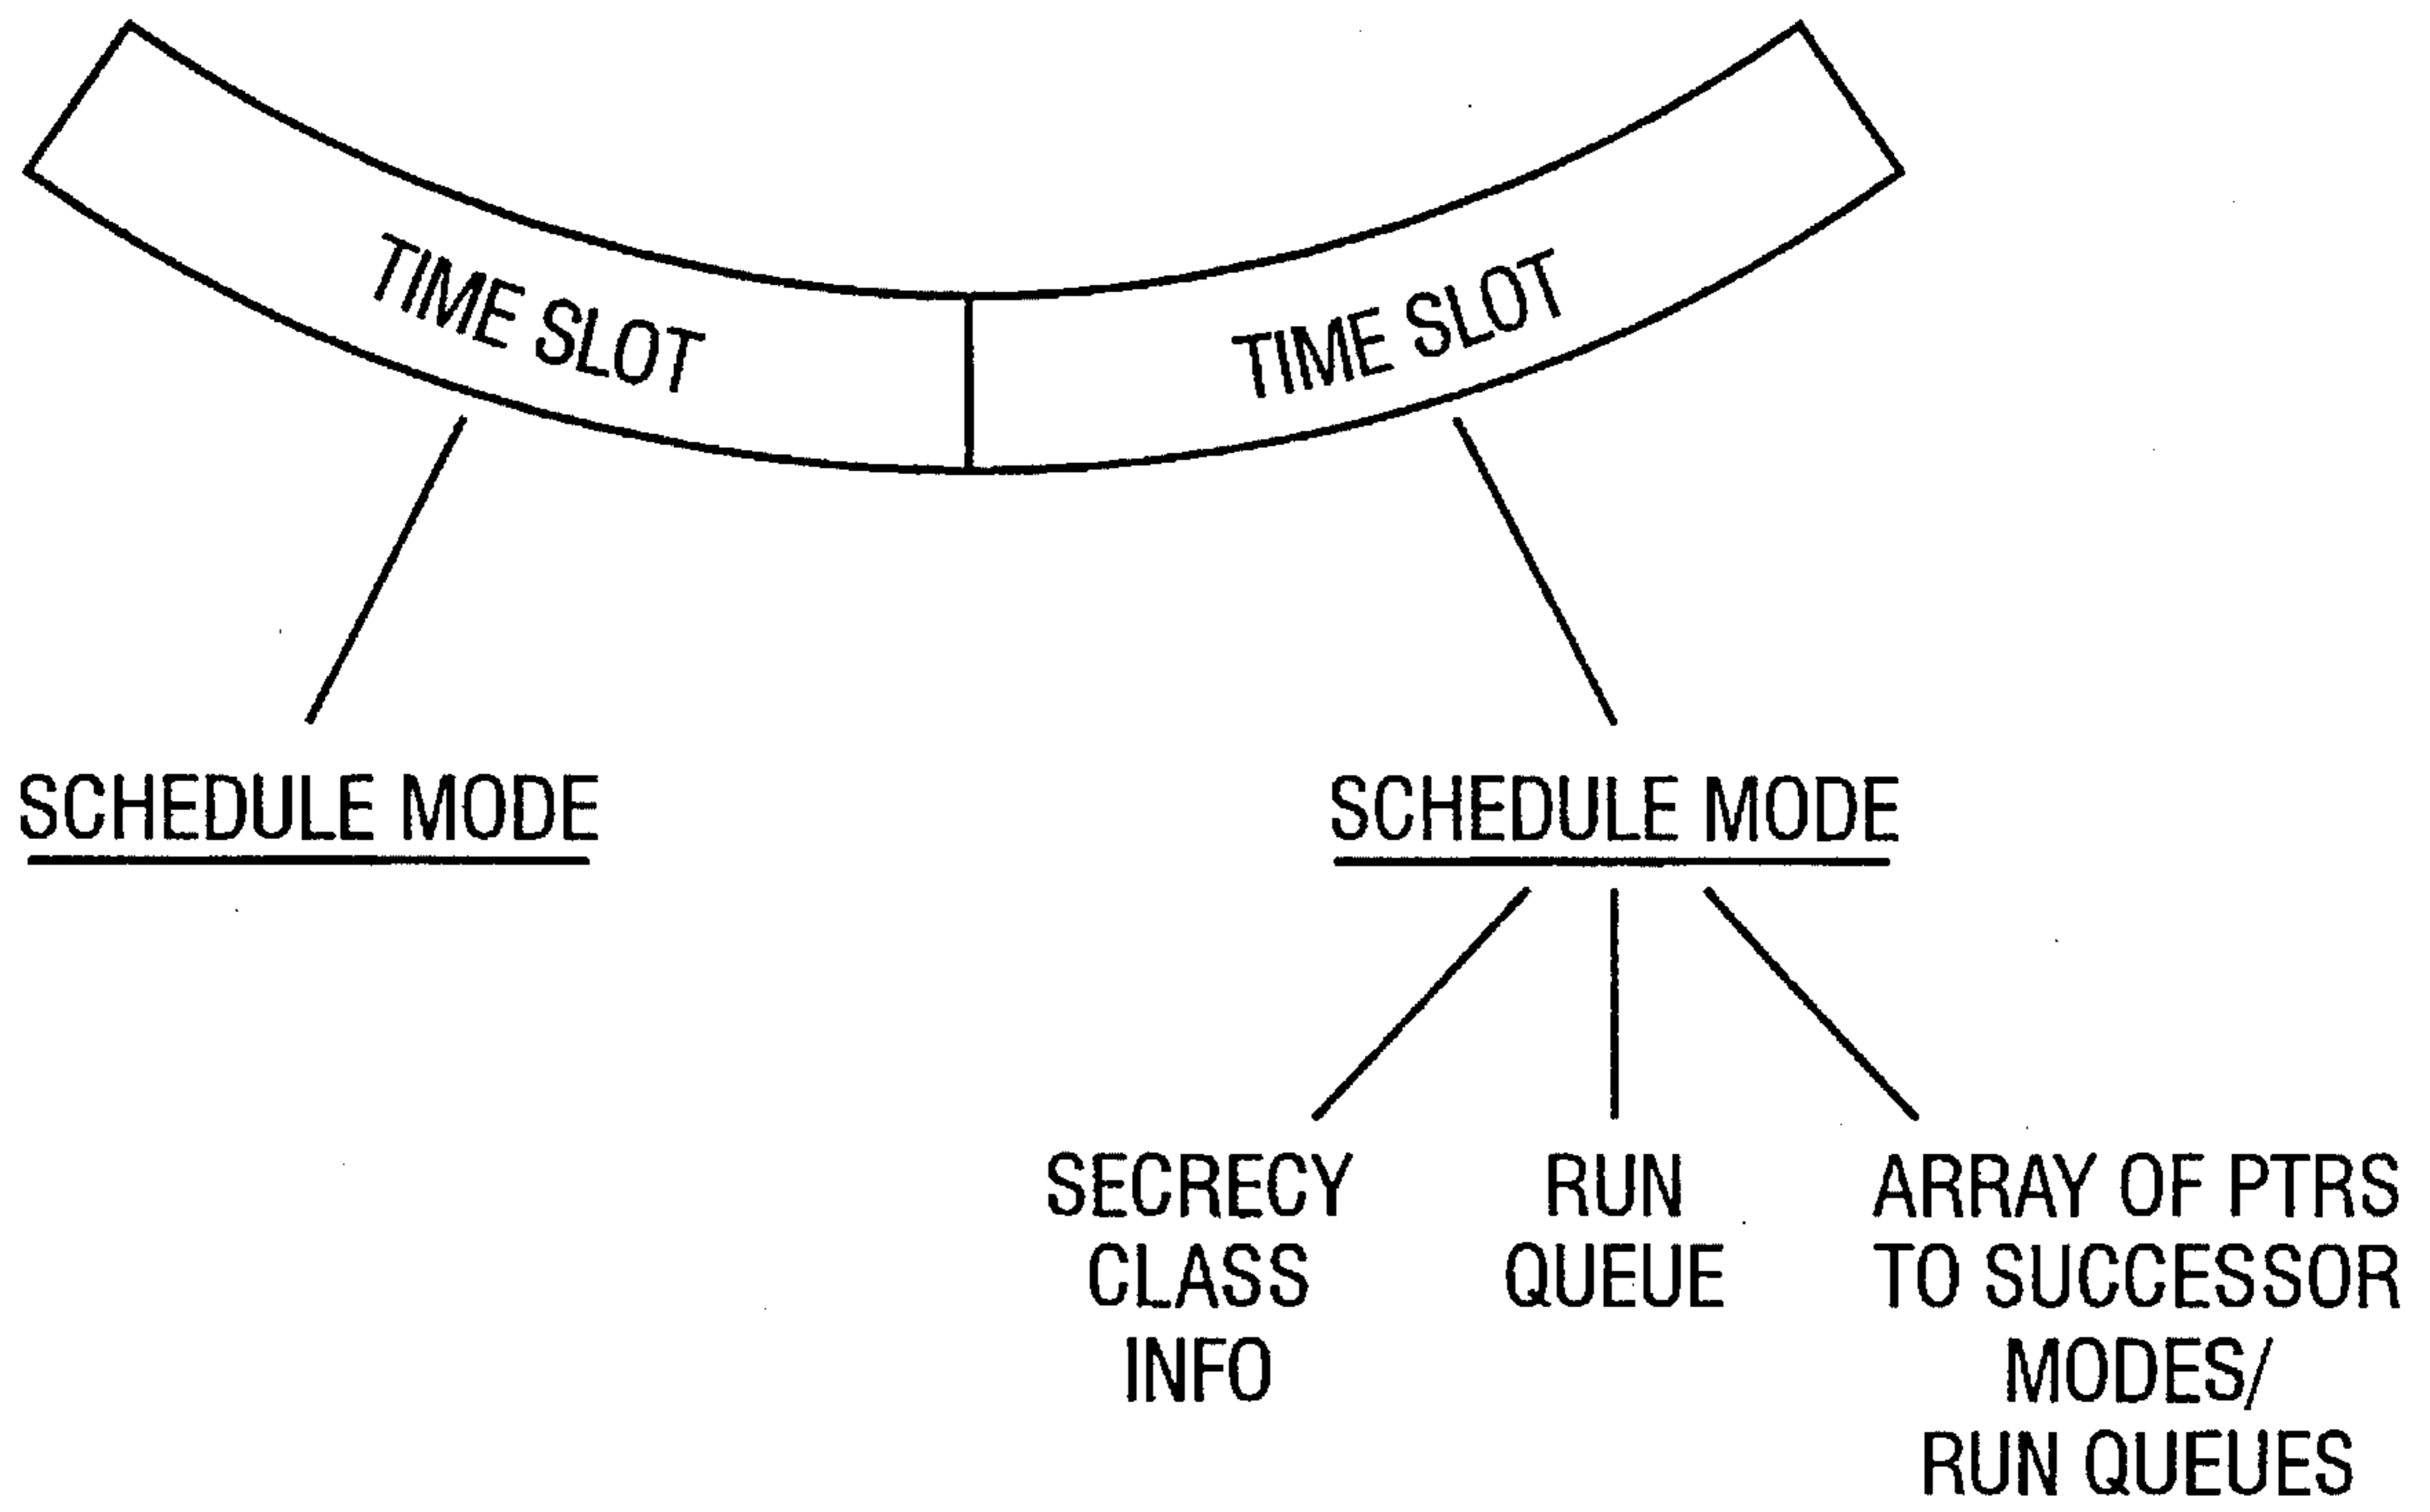 TIME SLOT
TIME SLOT
SCHEDULE MODE
SCHEDULE MODE
SECRECY
CLASS
INFO
RUN
QUEUE
ARRAY OF PTRS
TO SUCCESSOR
MODES/
RUN QUEUES